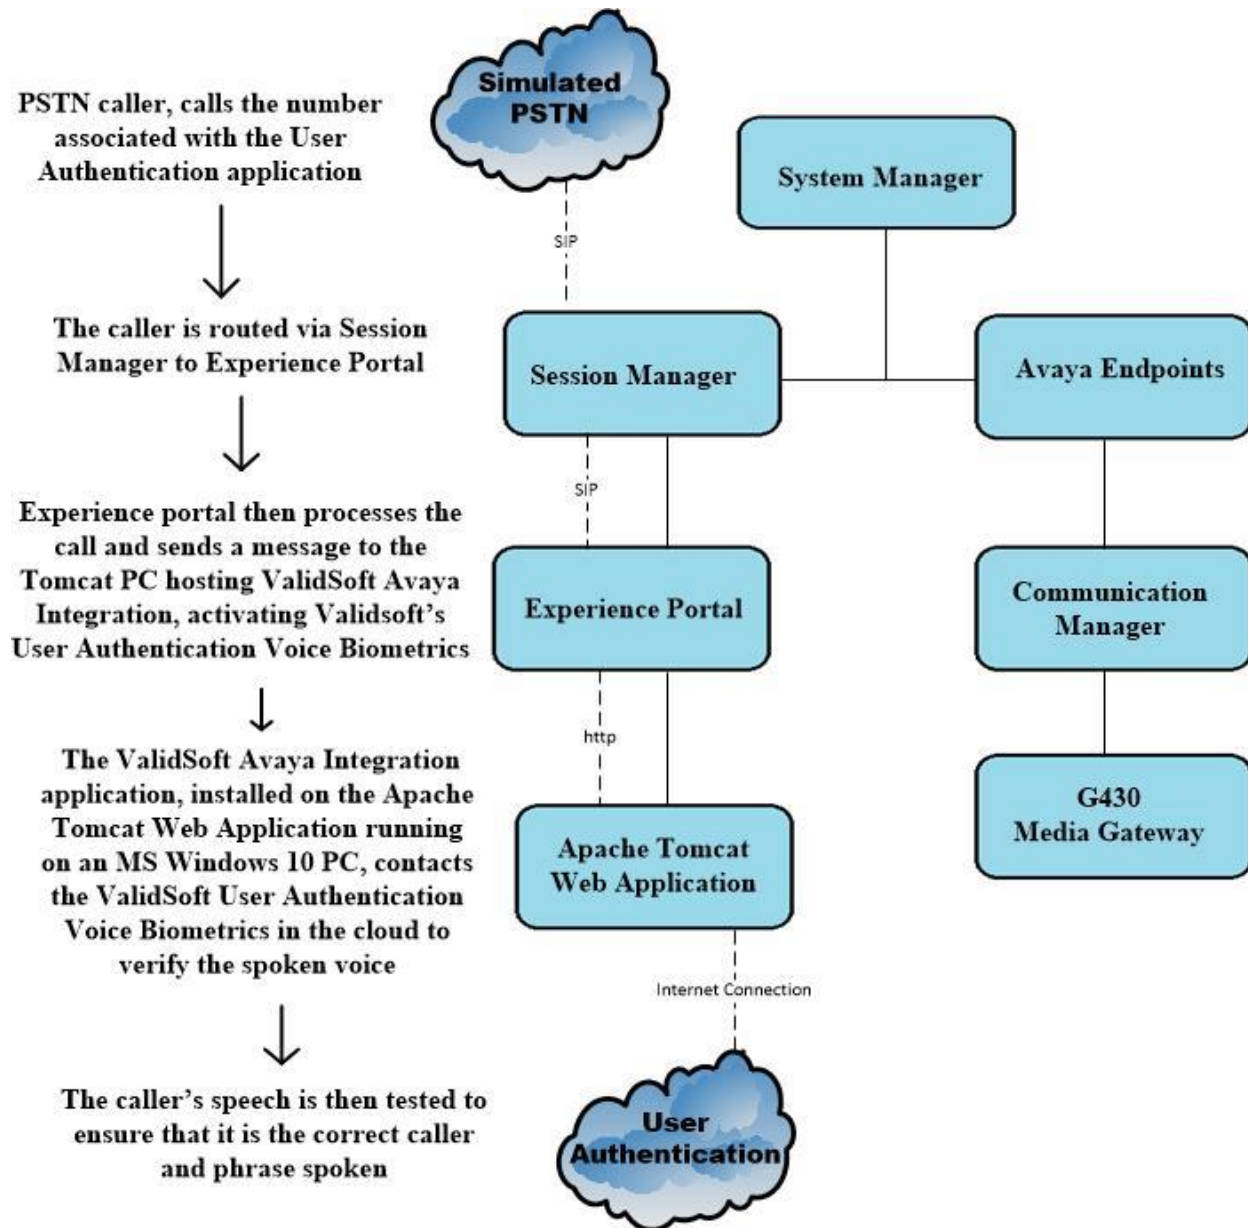 PSTN caller, calls the number
associated with the User
Authentication application
The caller is routed via Session
Manager to Experience Portal
Experience portal then processes the
call and sends a message to the
Tomcat PC hosting ValidSoft Avaya
Integration, activating Validsoft's
User Authentication Voice Biometrics
The ValidSoft Avaya Integration
application, installed on the Apache
Tomcat Web Application running
on an MS Windows 10 PC, contacts
the ValidSoft User Authentication
Voice Biometrics in the cloud to
verify the spoken voice
The caller's speech is then tested to
ensure that it is the correct caller
and phrase spoken
Simulated
PSTN
SIP
System Manager
Session Manager
Avaya Endpoints
SIP
Experience Portal
Communication
Manager
http
Apache Tomcat
Web Application
G430
Media Gateway
Internet Connection
User
Authentication